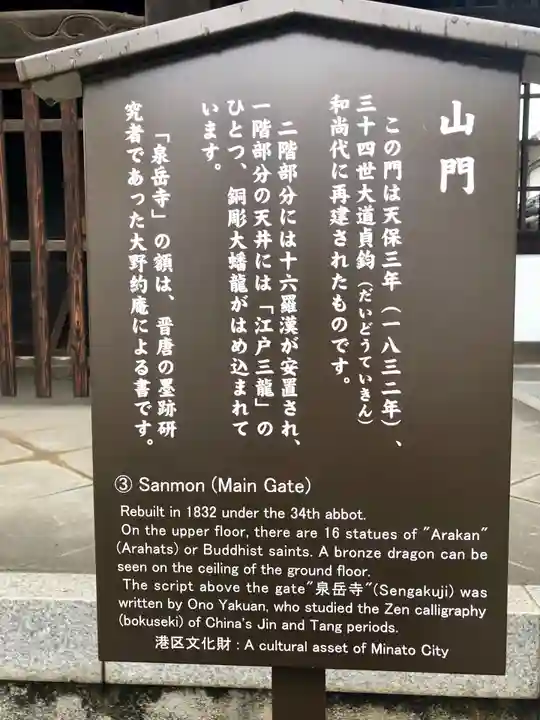 山門
この門は天保三年（一八三二年）、
三十四世大道貞鈞（だいどうていきん）
和尚代に再建されたものです。
二階部分には十六羅漢が安置され、
一階部分の天井には「江戸三龍」の
ひとつ、銅彫大蟠龍がはめ込まれて
います。
「泉岳寺」の額は、晋唐の墨跡研
究者であった大野約庵による書です。
③ Sanmon (Main Gate)
Rebuilt in 1832 under the 34th abbot.
On the upper floor, there are 16 statues of "Arakan"
(Arahats) or Buddhist saints. A bronze dragon can be
seen on the ceiling of the ground floor.
The script above the gate"泉岳寺"(Sengakuji) was
written by Ono Yakuan, who studied the Zen calligraphy
(bokuseki) of China's Jin and Tang periods.
港区文化財 : A cultural asset of Minato City